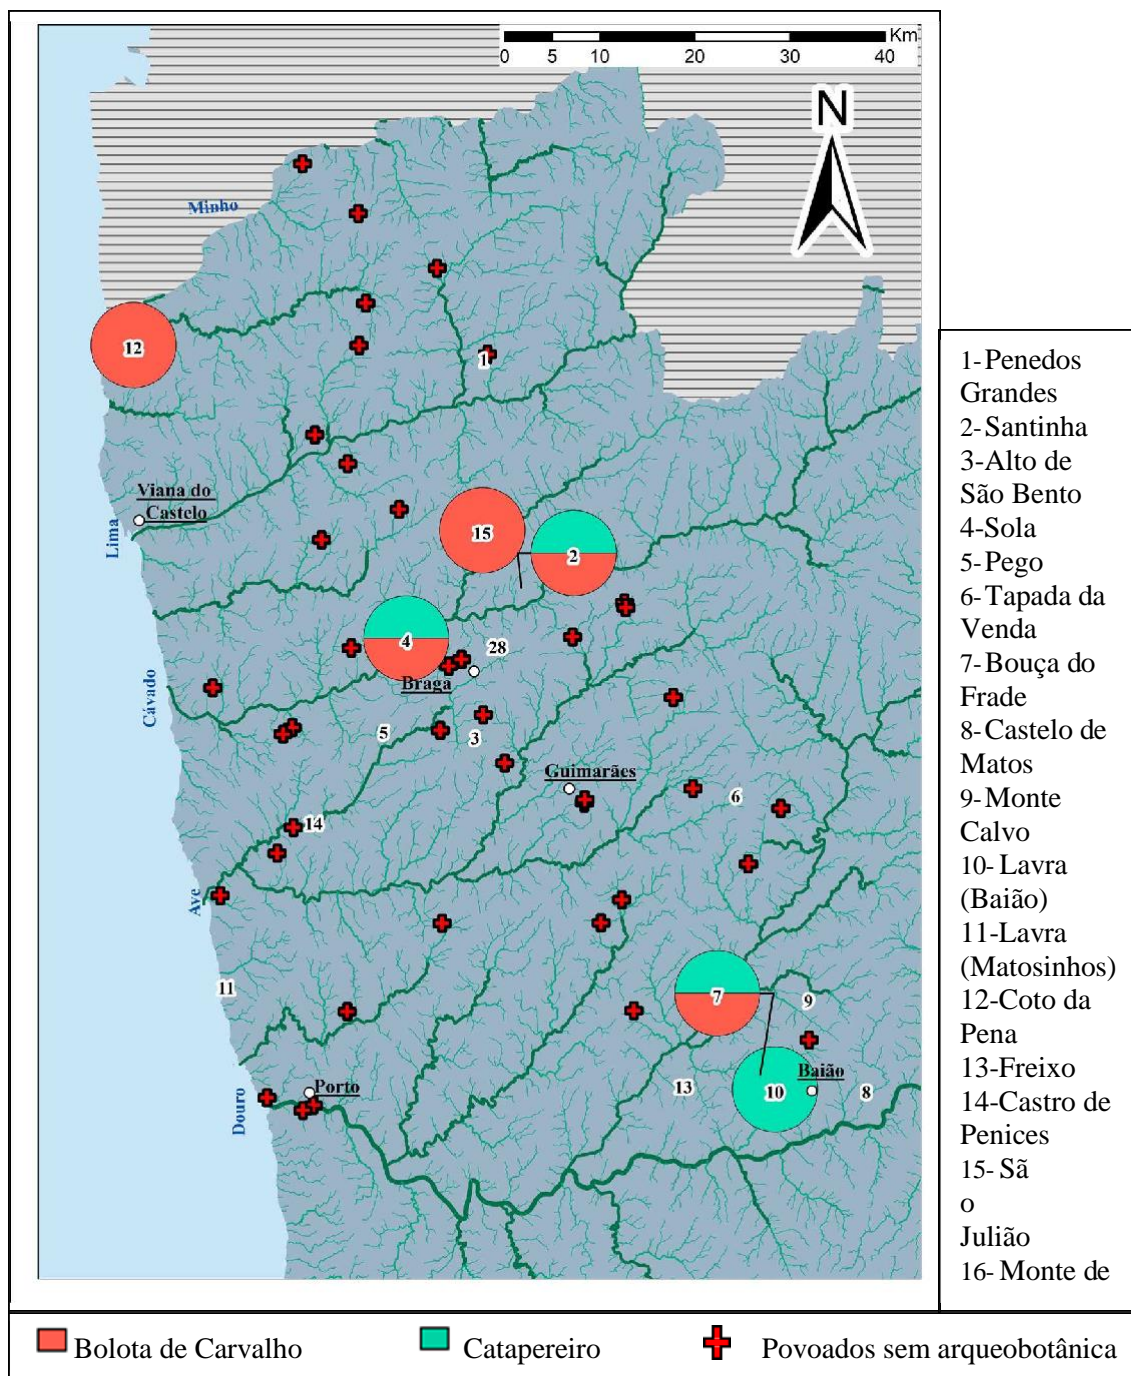 Km
0 5 10 20 30 40
N
Minho
12
1
Viana do
Castelo
Lima
15
2
4
28
Braga
Cávado
5
3
Guimarães
6
14
Ave
11
7
9
Porto
13
10
Baião
8
Douro
1-Penedos
Grandes
2-Santinha
3-Alto de
São Bento
4-Sola
5-Pego
6-Tapada da
Venda
7-Bouça do
Frade
8-Castelo de
Matos
9-Monte
Calvo
10- Lavra
(Baião)
11-Lavra
(Matosinhos)
12-Coto da
Pena
13-Freixo
14-Castro de
Penices
15- Sã
o
Julião
16- Monte de
Bolota de Carvalho
Catapereiro
Povoados sem arqueobotânica